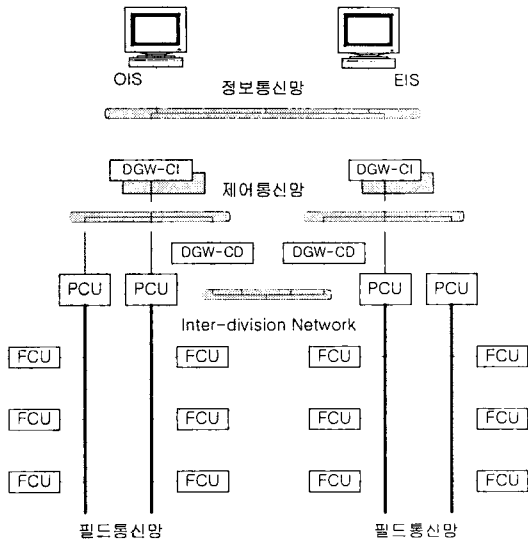 OIS
EIS
정보통신망
DGW-CI
제어통신망
DGW-CI
DGW-CD
DGW-CD
PCU
PCU
PCU
PCU
Inter-division Network
FCU
FCU
FCU
FCU
FCU
FCU
FCU
FCU
FCU
FCU
FCU
FCU
필드통신망
필드통신망